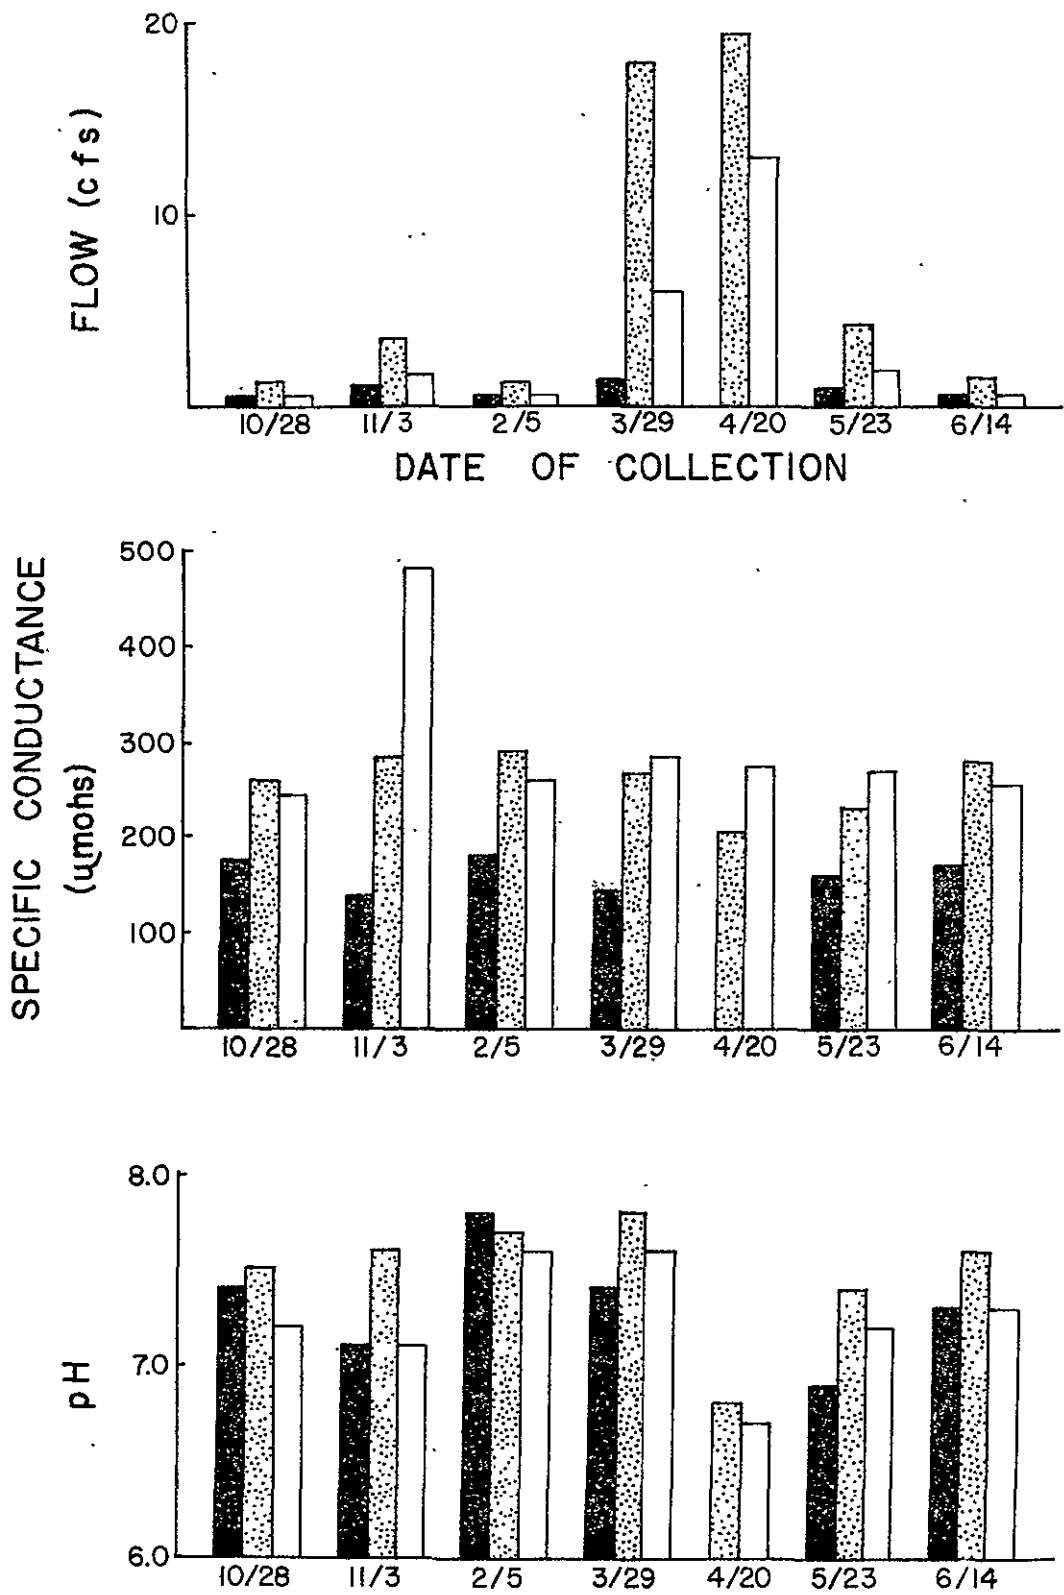 20
10
FLOW (cfs)
10/28 11/3 2/5 3/29 4/20 5/23 6/14
DATE OF COLLECTION
500
400
300
200
100
SPECIFIC CONDUCTANCE
(umohs)
10/28 11/3 2/5 3/29 4/20 5/23 6/14
8.0
7.0
6.0
pH
10/28 11/3 2/5 3/29 4/20 5/23 6/14